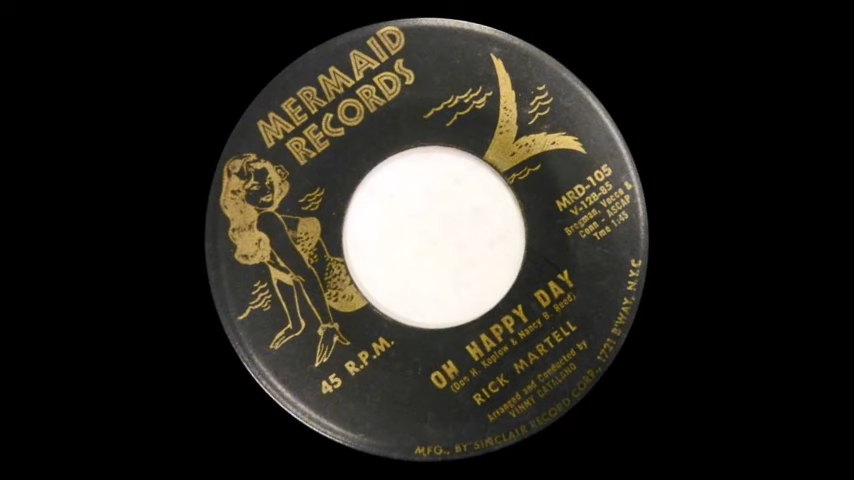 MERMAID
RECORDS
MRD-105
V-128-85
Bregman, Vocco &
Conn - ASCAP
Tme 1:45
45 R.P.M.
OH HAPPY DAY
(Don H. Koplow & Nancy B. Reed)
RICK MARTELL
Arranged and Conducted by
VINNY CATALANO
MFG., BY SINCLAIR RECORD CORP., 1721 B'WAY, N.Y.C